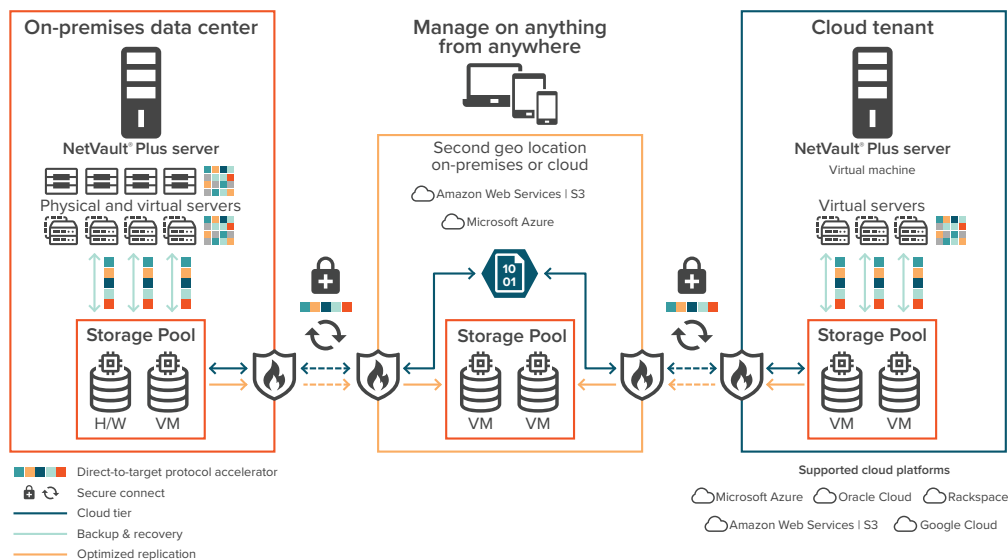 On-premises data center
NetVault® Plus server
Physical and virtual servers
Storage Pool
H/W
VM
Manage on anything
from anywhere
Second geo location
on-premises or cloud
Amazon Web Services | S3
Microsoft Azure
10
01
Storage Pool
VM
VM
Cloud tenant
NetVault® Plus server
Virtual machine
Virtual servers
Storage Pool
VM
VM
Direct-to-target protocol accelerator
Secure connect
Cloud tier
Backup & recovery
Optimized replication
Supported cloud platforms
Microsoft Azure
Oracle Cloud
Rackspace
Amazon Web Services | S3
Google Cloud